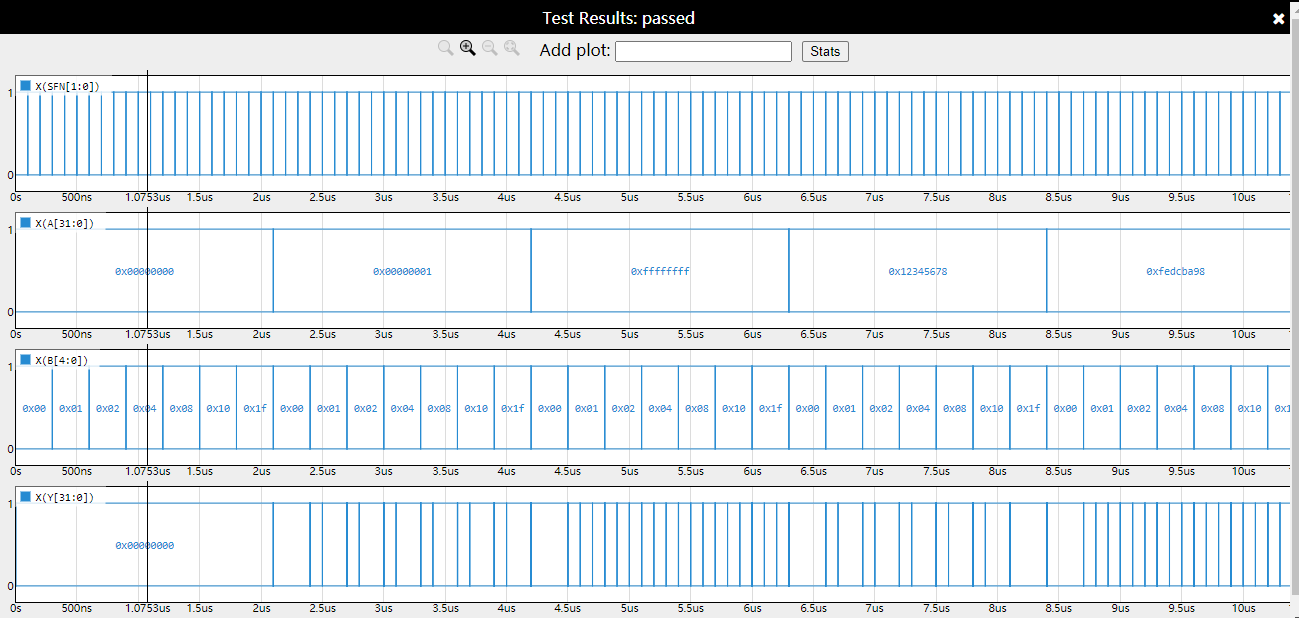 Test Results: passed
Add plot: Stats
X(SFN[1:0])
1
0
0s 500ns 1.0753us 1.5us 2us 2.5us 3us 3.5us 4us 4.5us 5us 5.5us 6us 6.5us 7us 7.5us 8us 8.5us 9us 9.5us 10us
X(A[31:0])
1
0x00000000 0x00000001 0xffffffff 0x12345678 0xfedcba98
0
0s 500ns 1.0753us 1.5us 2us 2.5us 3us 3.5us 4us 4.5us 5us 5.5us 6us 6.5us 7us 7.5us 8us 8.5us 9us 9.5us 10us
X(B[4:0])
1
0x00 0x01 0x02 0x04 0x08 0x10 0x1f 0x00 0x01 0x02 0x04 0x08 0x10 0x1f 0x00 0x01 0x02 0x04 0x08 0x10 0x1f 0x00 0x01 0x02 0x04 0x08 0x10 0x1f 0x00 0x01 0x02 0x04 0x08 0x10 0x1
0
0s 500ns 1.0753us 1.5us 2us 2.5us 3us 3.5us 4us 4.5us 5us 5.5us 6us 6.5us 7us 7.5us 8us 8.5us 9us 9.5us 10us
X(Y[31:0])
1
0x00000000
0
0s 500ns 1.0753us 1.5us 2us 2.5us 3us 3.5us 4us 4.5us 5us 5.5us 6us 6.5us 7us 7.5us 8us 8.5us 9us 9.5us 10us